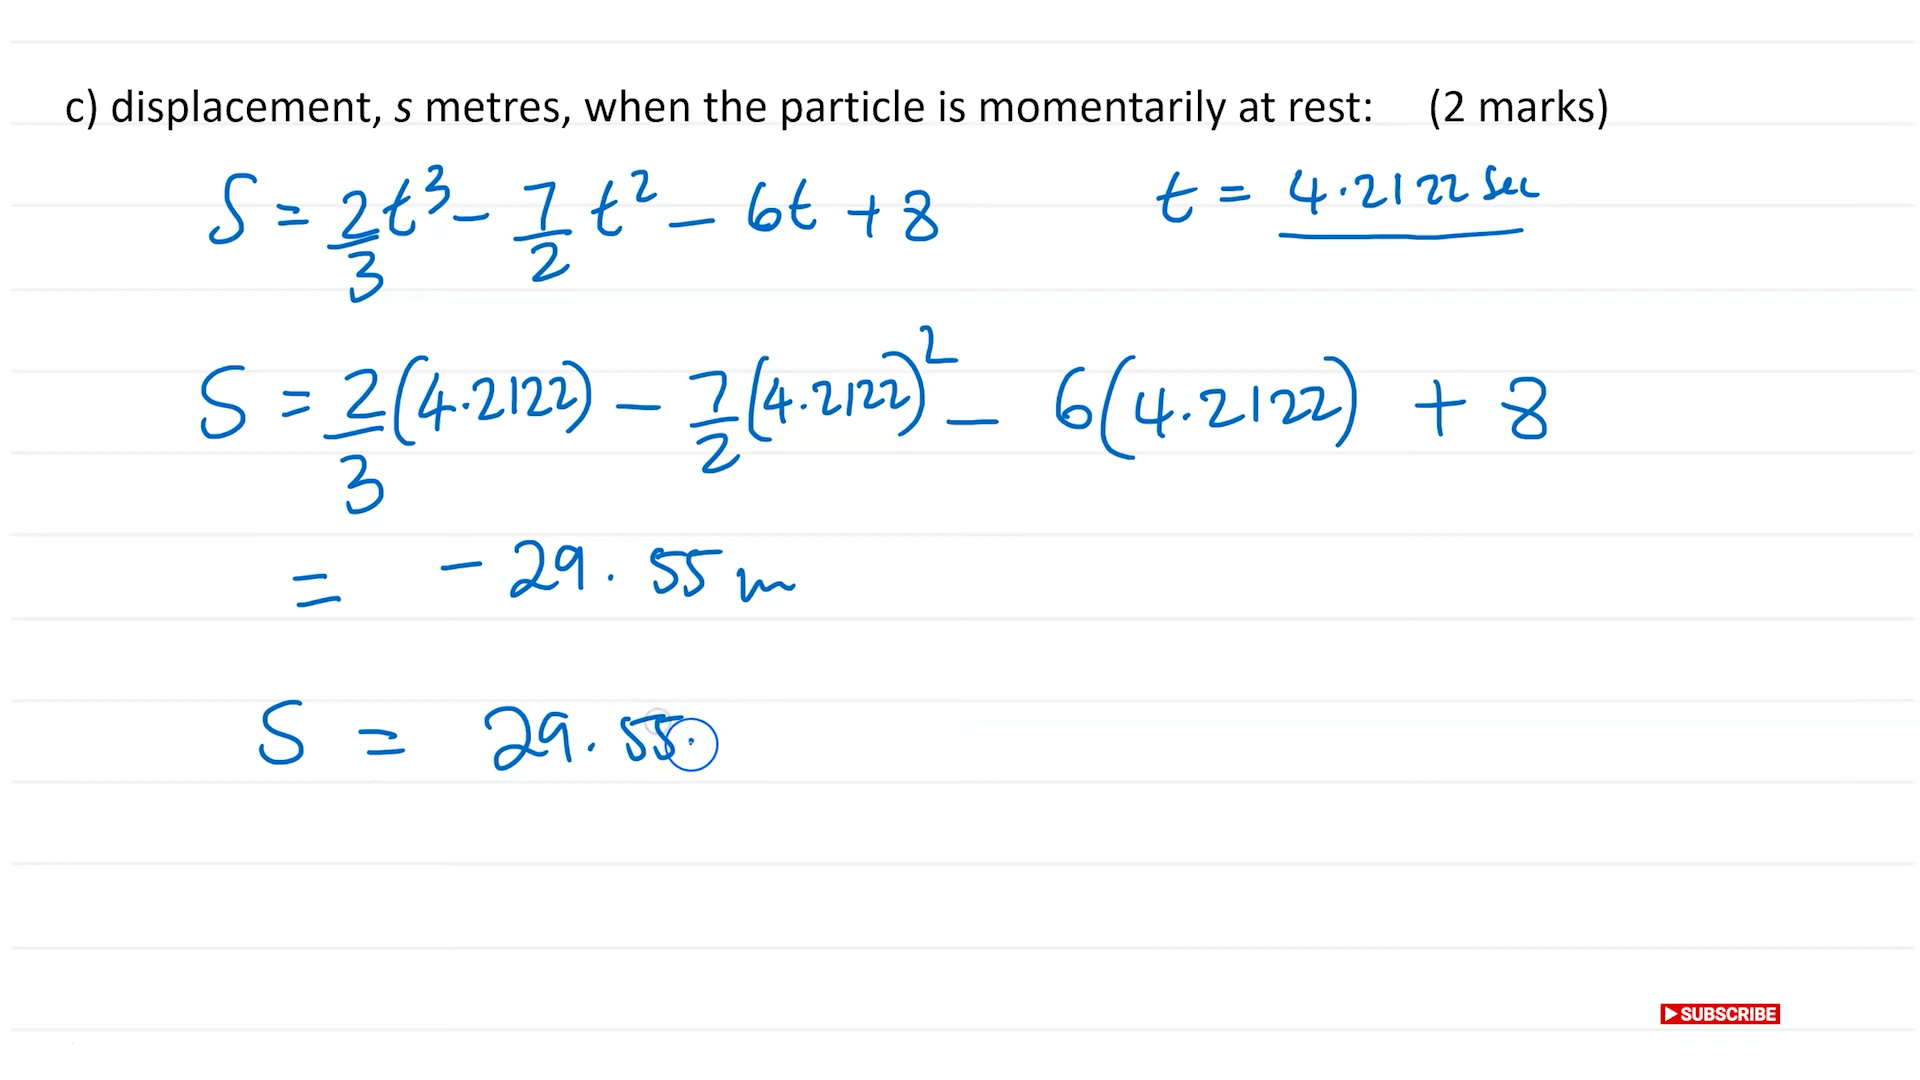 c) displacement, s metres, when the particle is momentarily at rest: (2 marks)
S = 2/3 t³ - 7/2 t² - 6t + 8 t = 4.2122 sec
S = 2/3 (4.2122) - 7/2 (4.2122)² - 6(4.2122) + 8
= - 29.55 m
S = 29.55
SUBSCRIBE